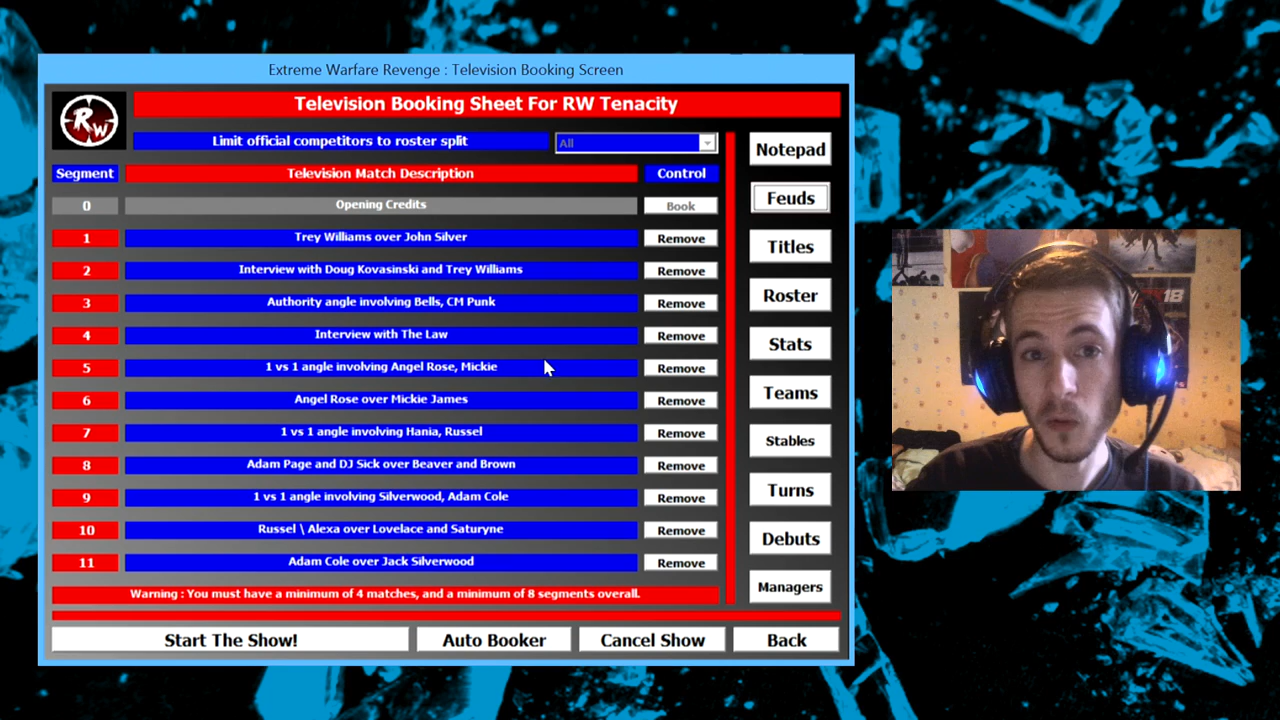 Extreme Warfare Revenge : Television Booking Screen
RW
Television Booking Sheet For RW Tenacity
Limit official competitors to roster split
All
Segment
Television Match Description
Control
0
Opening Credits
Book
1
Trey Williams over John Silver
Remove
2
Interview with Doug Kovasinski and Trey Williams
Remove
3
Authority angle involving Bells, CM Punk
Remove
4
Interview with The Law
Remove
5
1 vs 1 angle involving Angel Rose, Mickie
Remove
6
Angel Rose over Mickie James
Remove
7
1 vs 1 angle involving Hania, Russel
Remove
8
Adam Page and DJ Sick over Beaver and Brown
Remove
9
1 vs 1 angle involving Silverwood, Adam Cole
Remove
10
Russel \ Alexa over Lovelace and Saturyne
Remove
11
Adam Cole over Jack Silverwood
Remove
Warning : You must have a minimum of 4 matches, and a minimum of 8 segments overall.
Start The Show!
Auto Booker
Cancel Show
Back
Notepad
Feuds
Titles
Roster
Stats
Teams
Stables
Turns
Debuts
Managers
18